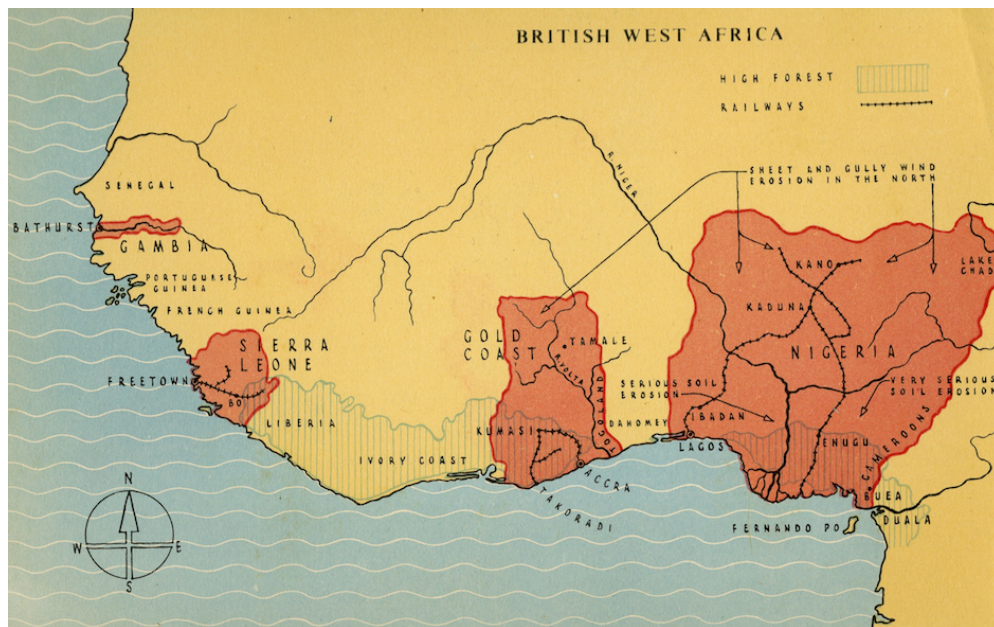 BRITISH WEST AFRICA
HIGH FOREST
RAILWAYS
SHEET AND GULLY WIND
EROSION IN THE NORTH
R. NIGER
SENEGAL
BATHURST
GAMBIA
PORTUGUESE
GUINEA
FRENCH GUINEA
SIERRA
LEONE
FREETOWN
BO
LIBERIA
IVORY COAST
GOLD
COAST
TAMALE
R. VOLTA
TOGOLAND
KUMASI
ACCRA
TAKORADI
DAHOMEY
SERIOUS SOIL
EROSION
KANO
KADUNA
LAKE
CHAD
NIGERIA
VERY SERIOUS
SOIL EROSION
IBADAN
LAGOS
ENUGU
CAMEROONS
BUEA
DUALA
FERNANDO PO
N
W
E
S